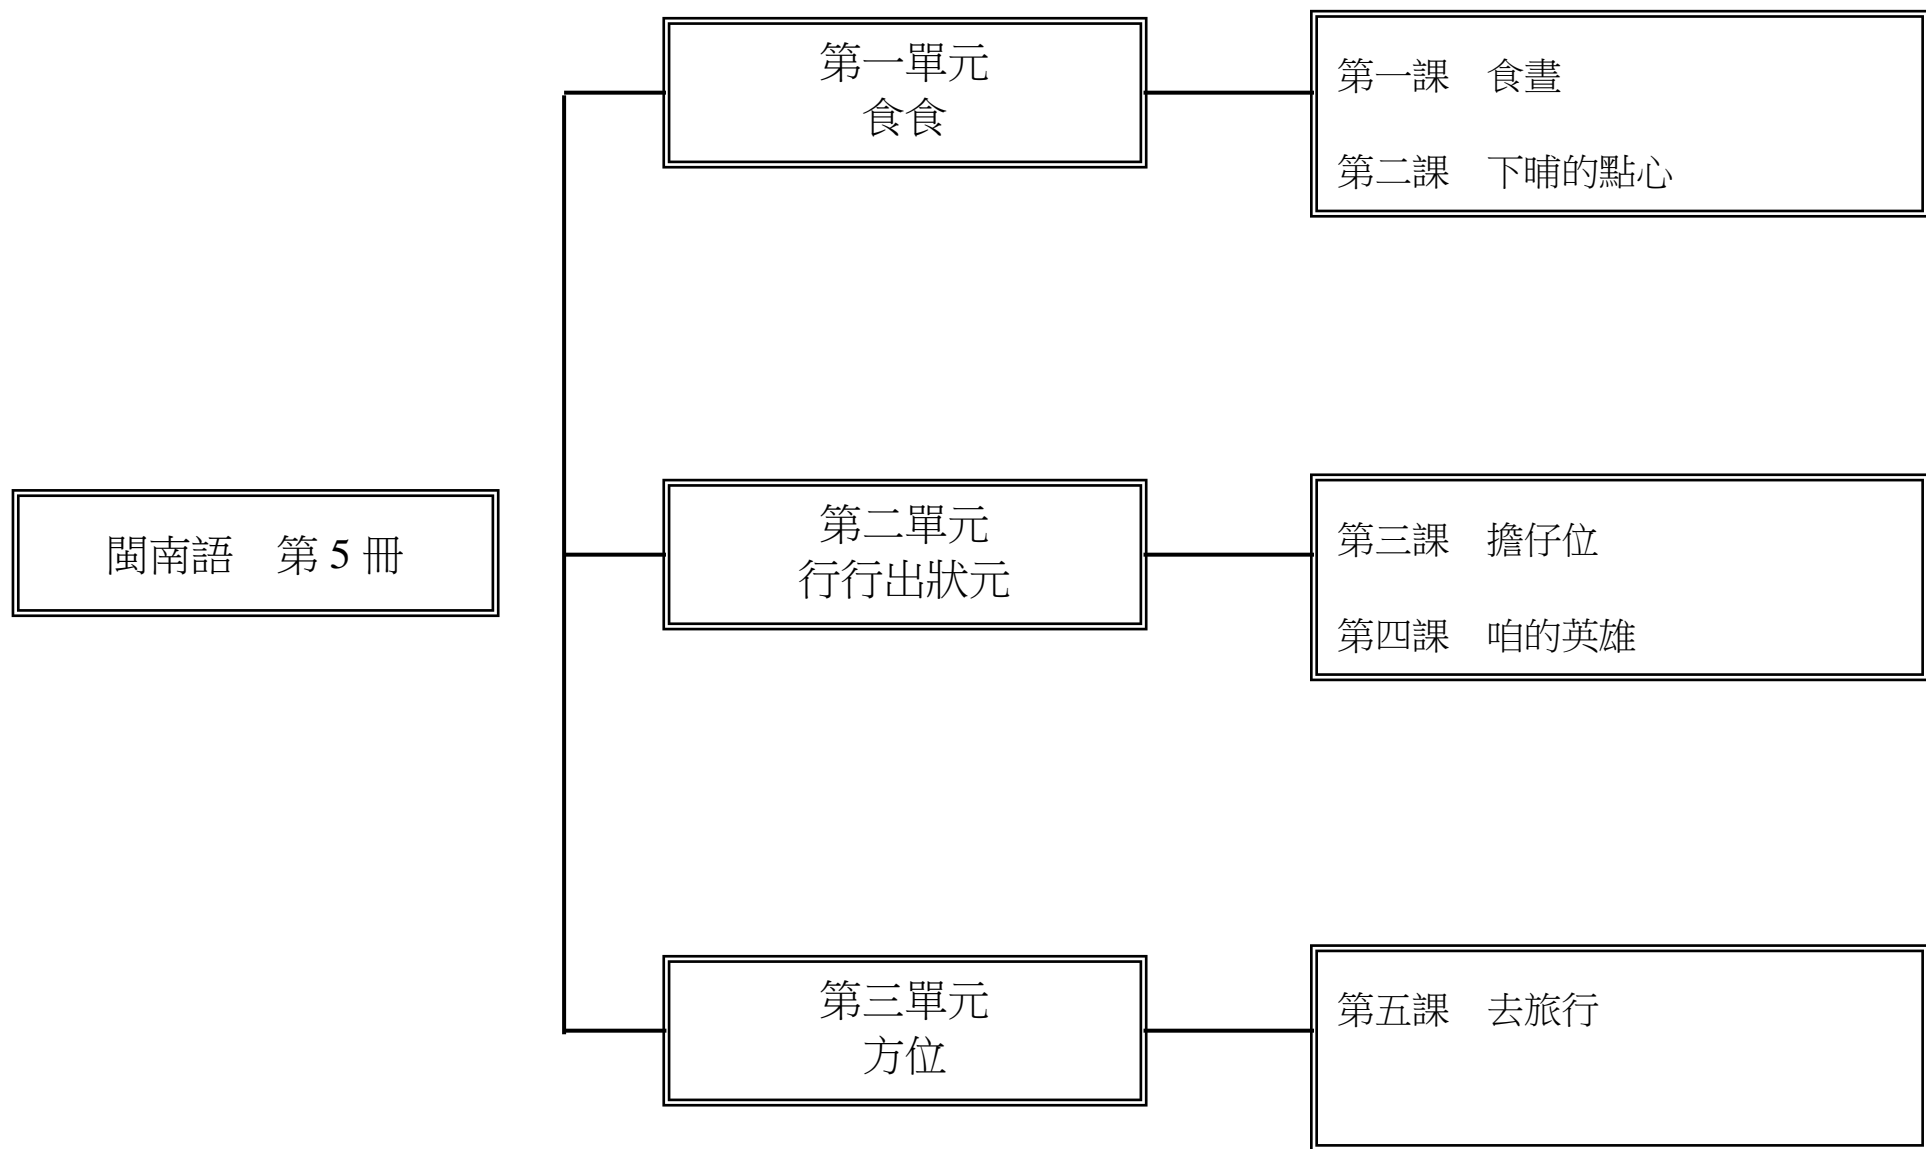 閩南語　第 5 冊
第一單元
食食
第一課　食晝
第二課　下晡的點心
第二單元
行行出狀元
第三課　擔仔位
第四課　咱的英雄
第三單元
方位
第五課　去旅行